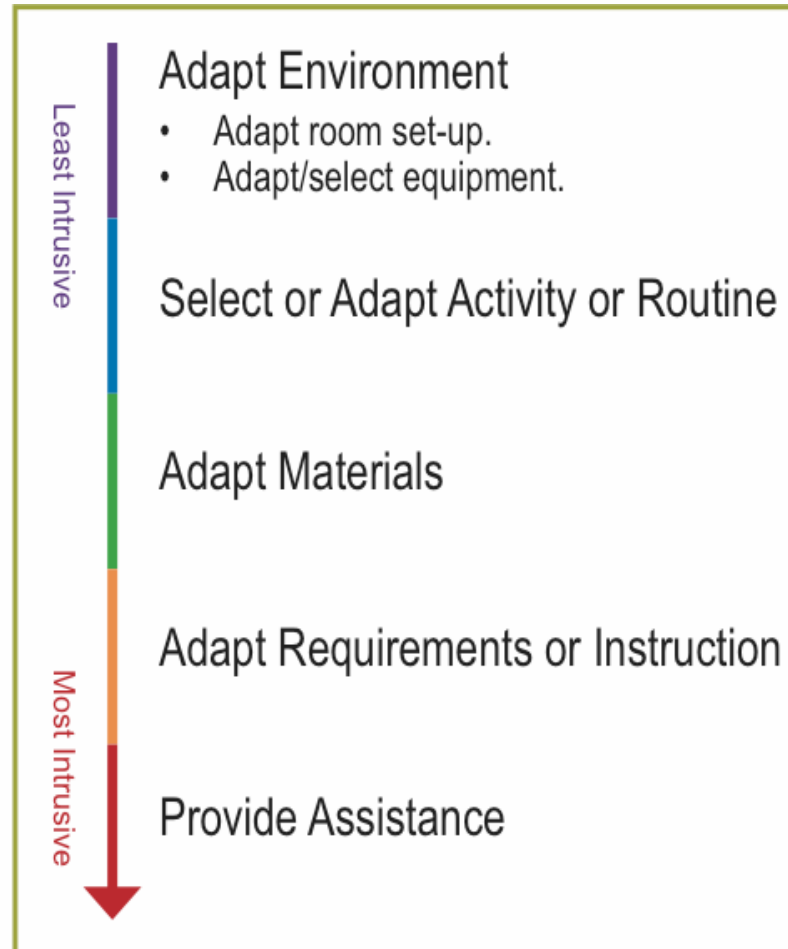 Least Intrusive
Adapt Environment
• Adapt room set-up.
• Adapt/select equipment.
Select or Adapt Activity or Routine
Adapt Materials
Most Intrusive
Adapt Requirements or Instruction
Provide Assistance